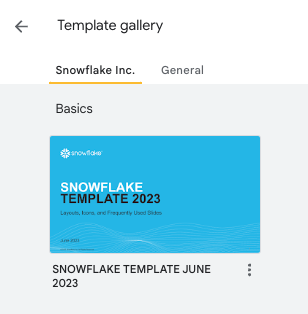 Template gallery
Snowflake Inc.
General
Basics
snowflake
SNOWFLAKE
TEMPLATE 2023
Layouts, Icons, and Frequently Used Slides
June 2023
SNOWFLAKE TEMPLATE JUNE
2023